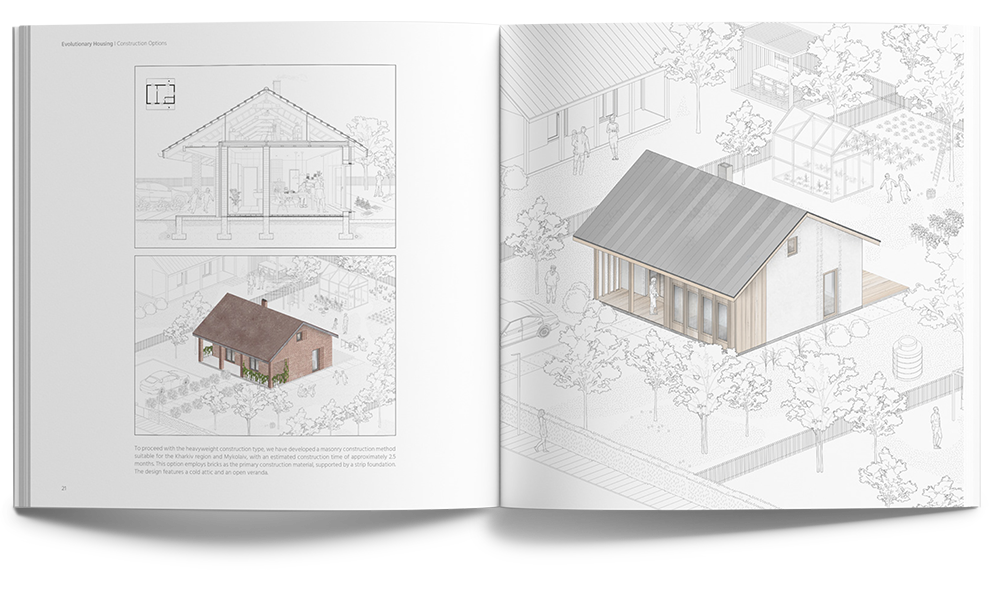 Evolutionary Housing | Construction Options
To proceed with the heavyweight construction type, we have developed a masonry construction method
suitable for the Kharkiv region and Mykolaiv, with an estimated construction time of approximately 2.5
months. This option employs bricks as the primary construction material, supported by a strip foundation.
The design features a cold attic and an open veranda.
21